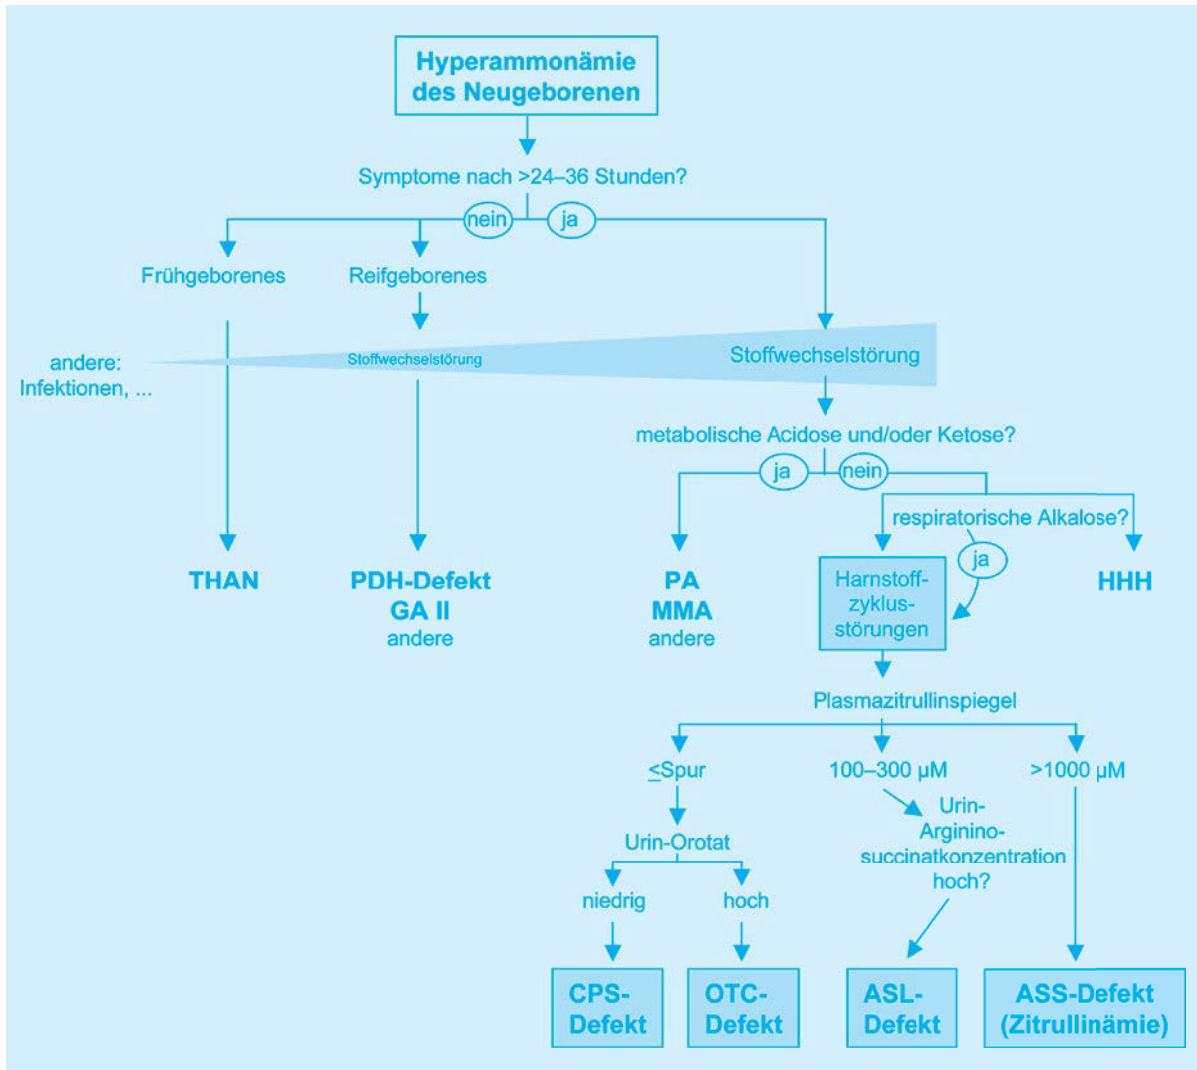 Hyperammonämie
des Neugeborenen
Symptome nach >24–36 Stunden?
nein
ja
Frühgeborenes
Reifgeborenes
andere:
Infektionen, ...
Stoffwechselstörung
Stoffwechselstörung
metabolische Acidose und/oder Ketose?
ja
nein
respiratorische Alkalose?
ja
THAN
PDH-Defekt
GA II
andere
PA
MMA
andere
Harnstoff-
zyklus-
störungen
HHH
Plasmazitrullinspiegel
≤Spur
100–300 µM
>1000 µM
Urin-Orotat
Urin-
Arginino-
succinatkonzentration
hoch?
niedrig
hoch
CPS-
Defekt
OTC-
Defekt
ASL-
Defekt
ASS-Defekt
(Zitrullinämie)